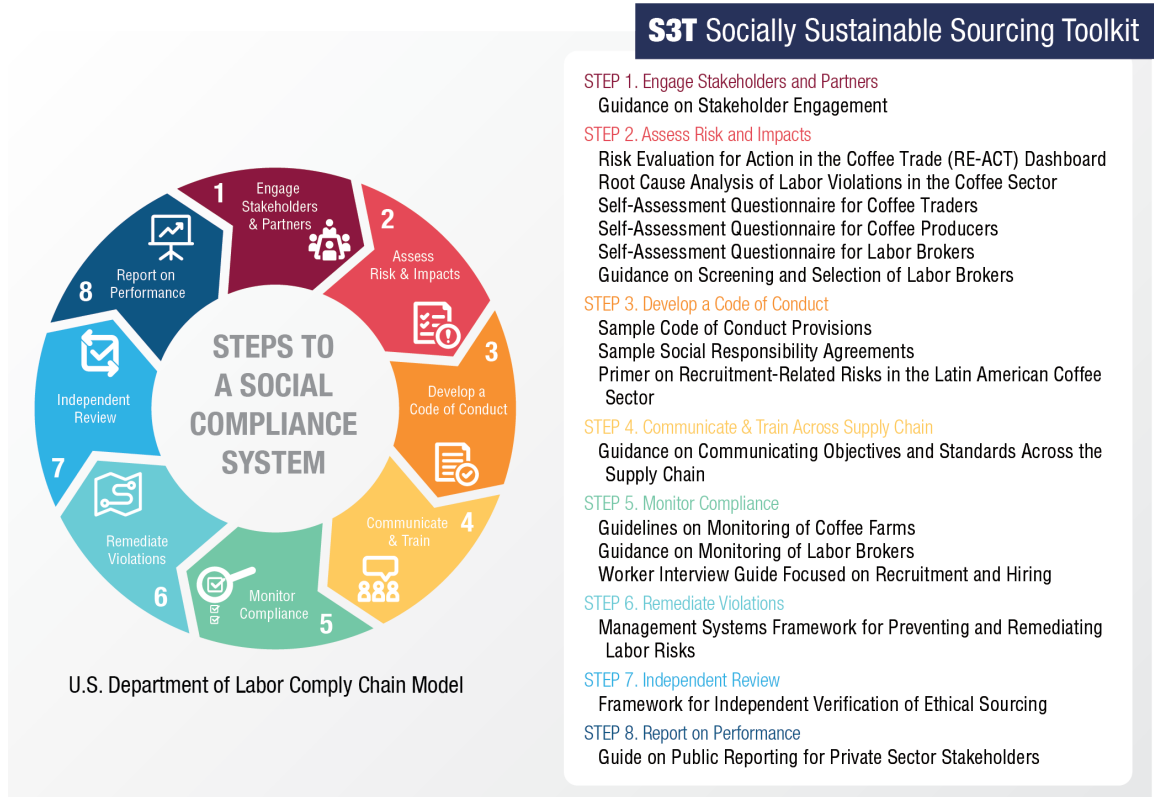 S3T Socially Sustainable Sourcing Toolkit
1
Engage
Stakeholders
& Partners
2
Assess
Risk & Impacts
3
Develop a
Code of Conduct
4
Communicate
& Train
5
Monitor
Compliance
6
Remediate
Violations
7
Independent
Review
8
Report on
Performance
STEPS TO
A SOCIAL
COMPLIANCE
SYSTEM
U.S. Department of Labor Comply Chain Model
STEP 1. Engage Stakeholders and Partners
Guidance on Stakeholder Engagement
STEP 2. Assess Risk and Impacts
Risk Evaluation for Action in the Coffee Trade (RE-ACT) Dashboard
Root Cause Analysis of Labor Violations in the Coffee Sector
Self-Assessment Questionnaire for Coffee Traders
Self-Assessment Questionnaire for Coffee Producers
Self-Assessment Questionnaire for Labor Brokers
Guidance on Screening and Selection of Labor Brokers
STEP 3. Develop a Code of Conduct
Sample Code of Conduct Provisions
Sample Social Responsibility Agreements
Primer on Recruitment-Related Risks in the Latin American Coffee
Sector
STEP 4. Communicate & Train Across Supply Chain
Guidance on Communicating Objectives and Standards Across the
Supply Chain
STEP 5. Monitor Compliance
Guidelines on Monitoring of Coffee Farms
Guidance on Monitoring of Labor Brokers
Worker Interview Guide Focused on Recruitment and Hiring
STEP 6. Remediate Violations
Management Systems Framework for Preventing and Remediating
Labor Risks
STEP 7. Independent Review
Framework for Independent Verification of Ethical Sourcing
STEP 8. Report on Performance
Guide on Public Reporting for Private Sector Stakeholders